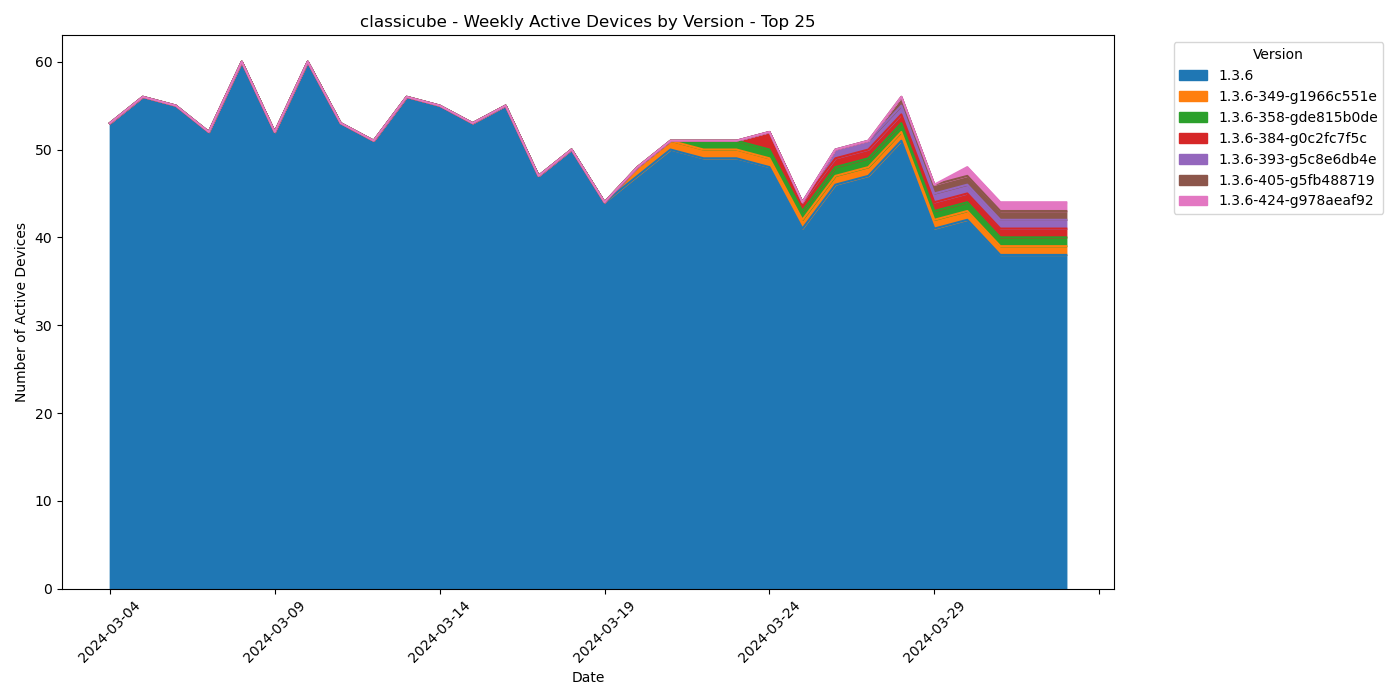 classicube - Weekly Active Devices by Version - Top 25
Number of Active Devices
60
50
40
30
20
10
0
2024-03-04
2024-03-09
2024-03-14
2024-03-19
2024-03-24
2024-03-29
Date
Version
1.3.6
1.3.6-349-g1966c551e
1.3.6-358-gde815b0de
1.3.6-384-g0c2fc7f5c
1.3.6-393-g5c8e6db4e
1.3.6-405-g5fb488719
1.3.6-424-g978aeaf92